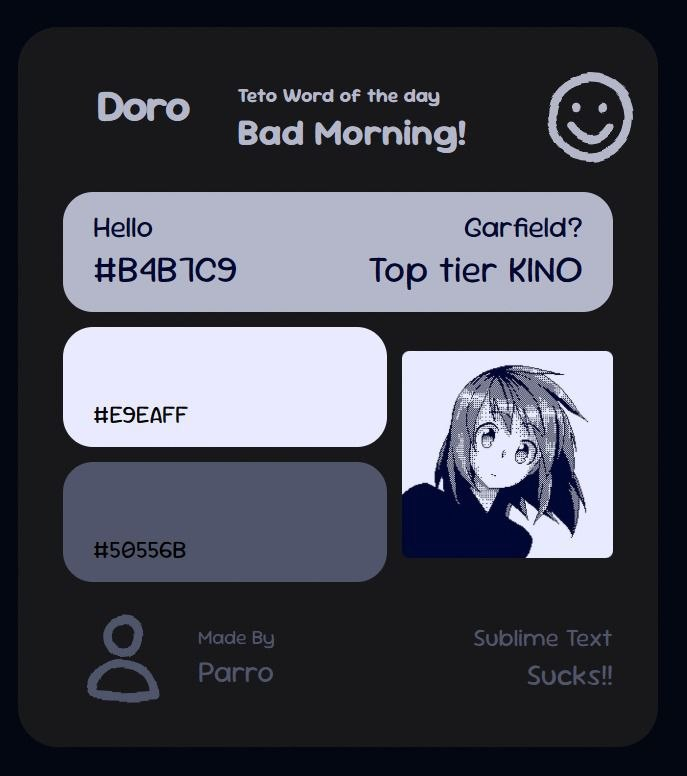 Doro
Teto Word of the day
Bad Morning!
Hello
Garfield?
#B4B7C9
Top tier KINO
#E9EAFF
#50556B
Made By
Sublime Text
Parro
Sucks!!